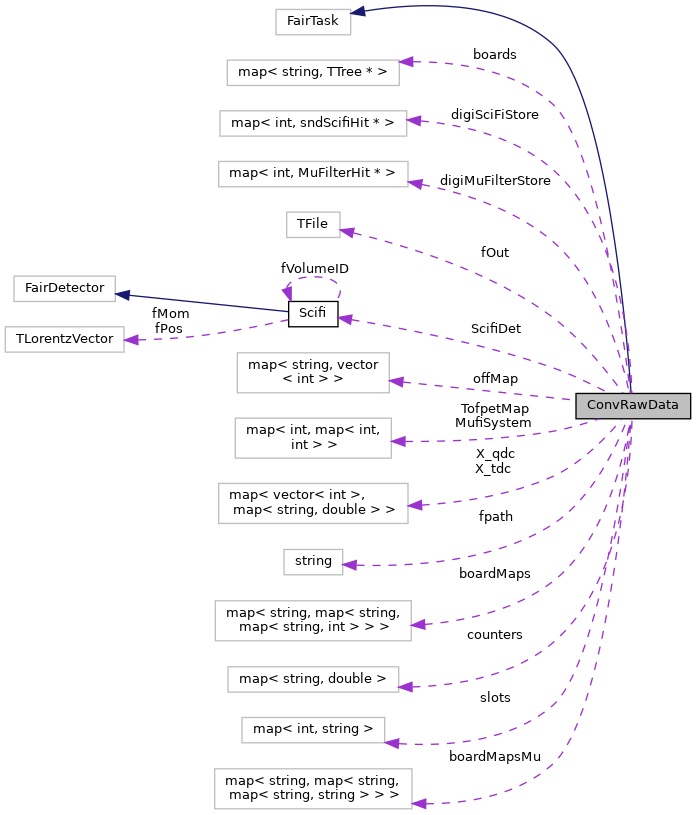 FairTask
boards
map< string, TTree * >
digiSciFiStore
map< int, sndScifiHit * >
digiMuFilterStore
map< int, MuFilterHit * >
TFile
fOut
fVolumeID
FairDetector
Scifi
fMom
fPos
TLorentzVector
ScifiDet
map< string, vector
< int > >
offMap
ConvRawData
TofpetMap
MufiSystem
map< int, map< int,
int > >
X_qdc
X_tdc
map< vector< int >,
map< string, double > >
fpath
string
boardMaps
map< string, map< string,
map< string, int > > >
counters
map< string, double >
slots
map< int, string >
boardMapsMu
map< string, map< string,
map< string, string > > >